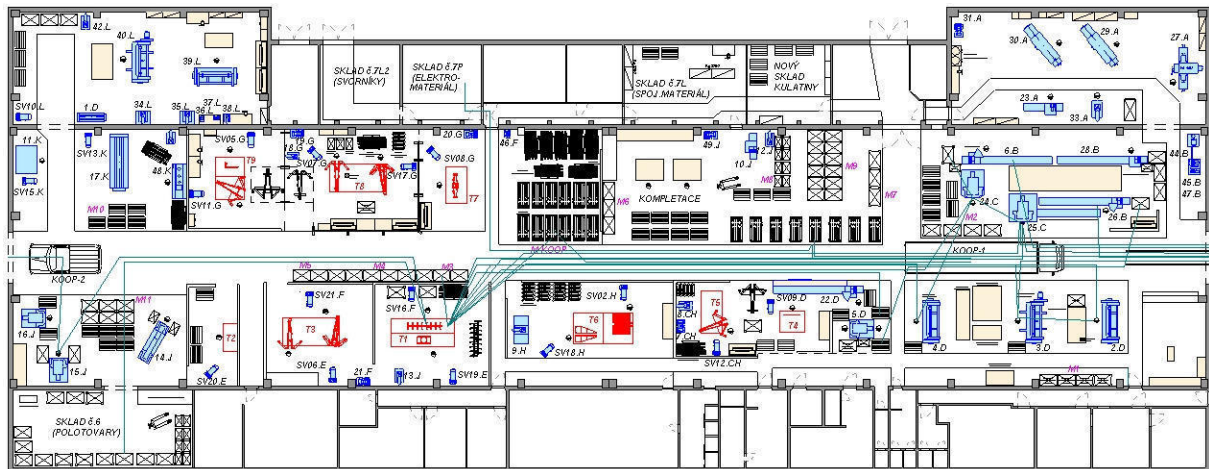 42.L
40.L
39.L
SV10.L
1.D
34.L
35.L
36.L
37.L
38.L
SKLAD č.7L2
(SVORNÍKY)
SKLAD č.7P
(ELEKTRO-
MATERIÁL)
SKLAD č.7L
(SPOJ.MATERIÁL)
NOVÝ
SKLAD
KULATINY
31.A
30.A
29.A
27.A
23.A
33.A
11.K
SV15.K
SV13.K
17.K
48.K
M10
SV05.G
T9
SV11.G
19.G
18.G
SV07.G
T8
SV17.G
20.G
SV08.G
T7
46.F
M6
KOMPLETACE
49.J
10.J
12.J
M8
M9
M7
6.B
28.B
24.C
M2
25.C
26.B
44.B
45.B
47.B
KOOP-2
M5
M4
M3
M-KOOP
KOOP-1
M11
16.J
15.J
14.J
T2
SV20.E
SV21.F
T3
SV06.E
SV16.F
T1
21.F
13.J
SV19.E
SV02.H
T6
9.H
SV18.H
T5
8.CH
SV12.CH
SV09.D
T4
22.D
5.D
4.D
3.D
2.D
M1
SKLAD č.6
(POLOTOVARY)